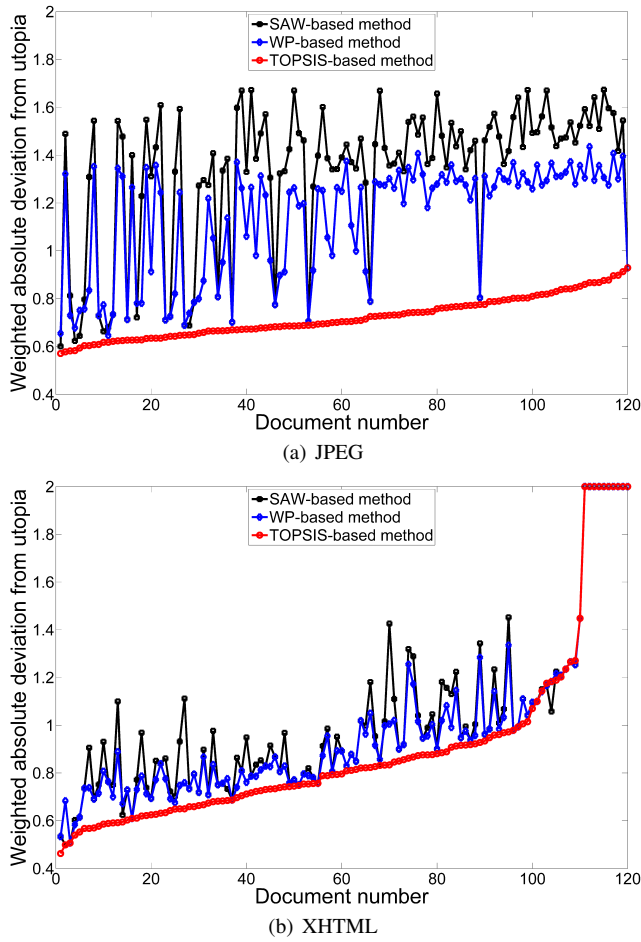 Weighted absolute deviation from utopia
2
1.8
1.6
1.4
1.2
1
0.8
0.6
0.4
SAW-based method
WP-based method
TOPSIS-based method
0 20 40 60 80 100 120
Document number
(a) JPEG
Weighted absolute deviation from utopia
2
1.8
1.6
1.4
1.2
1
0.8
0.6
0.4
SAW-based method
WP-based method
TOPSIS-based method
0 20 40 60 80 100 120
Document number
(b) XHTML